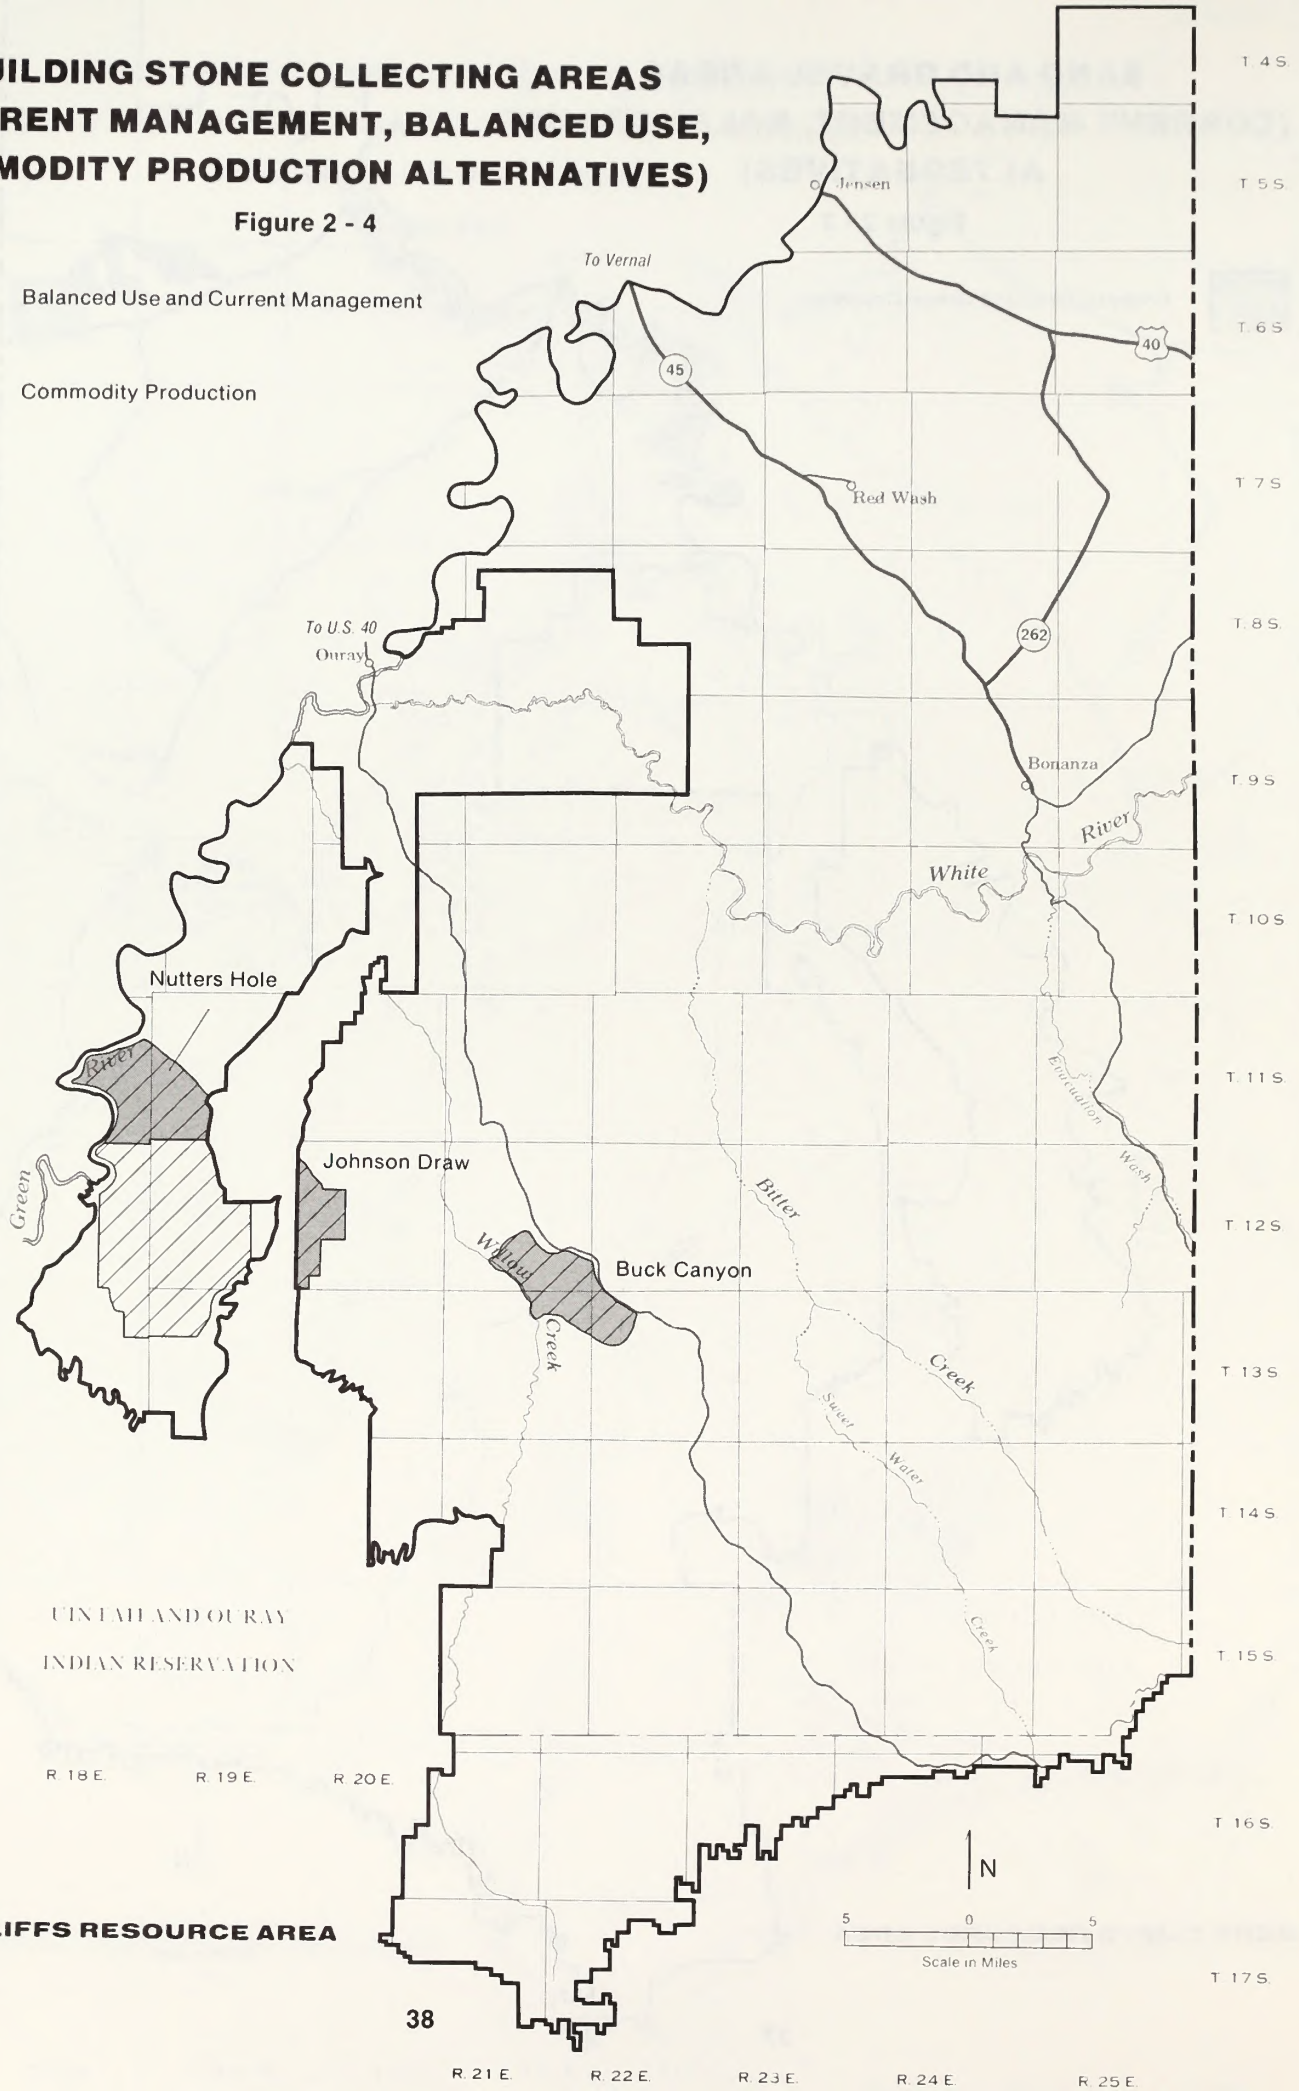 UILDING STONE COLLECTING AREAS
RENT MANAGEMENT, BALANCED USE,
MODITY PRODUCTION ALTERNATIVES)
Figure 2 - 4
Balanced Use and Current Management
Commodity Production
T. 4 S.
T 5 S.
T. 6 S
T 7 S
T. 8 S.
T. 9 S
T 10 S
T. 11 S.
T. 12 S.
T. 13 S
T 14 S
T 15 S
T 16 S.
T 17 S.
Jensen
To Vernal
40
45
Red Wash
262
To U.S. 40
Ouray
Bonanza
River
White
Nutters Hole
River
Green
Johnson Draw
Willow
Creek
Buck Canyon
Evacuation
Wash
Bitter
Creek
Sweet
Water
Creek
UINTAH AND OURAY
INDIAN RESERVATION
R. 18 E.
R. 19 E.
R. 20 E.
N
5 0 5
Scale in Miles
LIFFS RESOURCE AREA
38
R. 21 E.
R. 22 E.
R. 23 E.
R. 24 E.
R. 25 E.